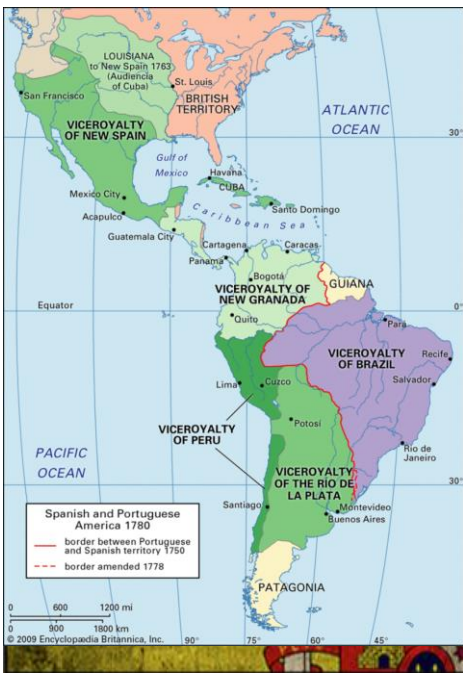 LOUISIANA
to New Spain 1763
(Audiencia
of Cuba)
St. Louis
San Francisco
BRITISH
TERRITORY
ATLANTIC
OCEAN
VICEROYALTY
OF NEW SPAIN
30°
Gulf of
Mexico
Havana
CUBA
Mexico City
Santo Domingo
Acapulco
Caribbean Sea
Guatemala City
Cartagena
Caracas
Panama
Bogotá
GUIANA
VICEROYALTY
OF NEW GRANADA
Equator
0°
Quito
Pará
VICEROYALTY
OF BRAZIL
Recife
Lima
Cuzco
Salvador
VICEROYALTY
OF PERU
Potosí
PACIFIC
OCEAN
VICEROYALTY
OF THE RÍO DE
LA PLATA
Rio de
Janeiro
30°
Santiago
Montevideo
Buenos Aires
Spanish and Portuguese
America 1780
border between Portuguese
and Spanish territory 1750
border amended 1778
PATAGONIA
0 600 1200 mi
0 900 1800 km
© 2009 Encyclopædia Britannica, Inc.
90° 75° 60° 45°